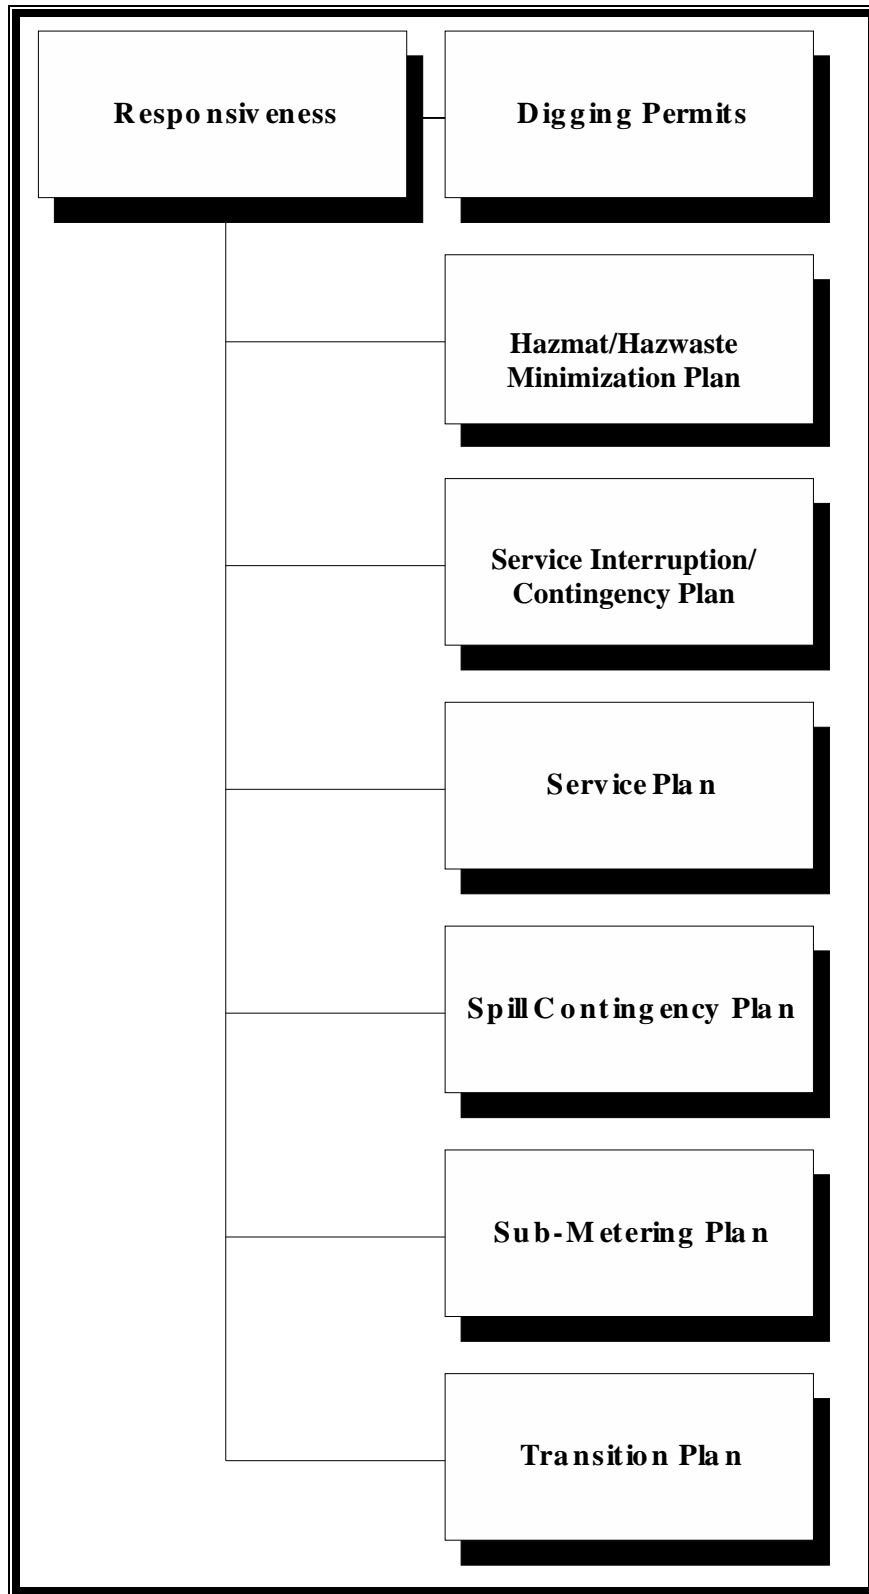 Responsiveness
Digging Permits
Hazmat/Hazwaste
Minimization Plan
Service Interruption/
Contingency Plan
Service Plan
Spill Contingency Plan
Sub-Metering Plan
Transition Plan